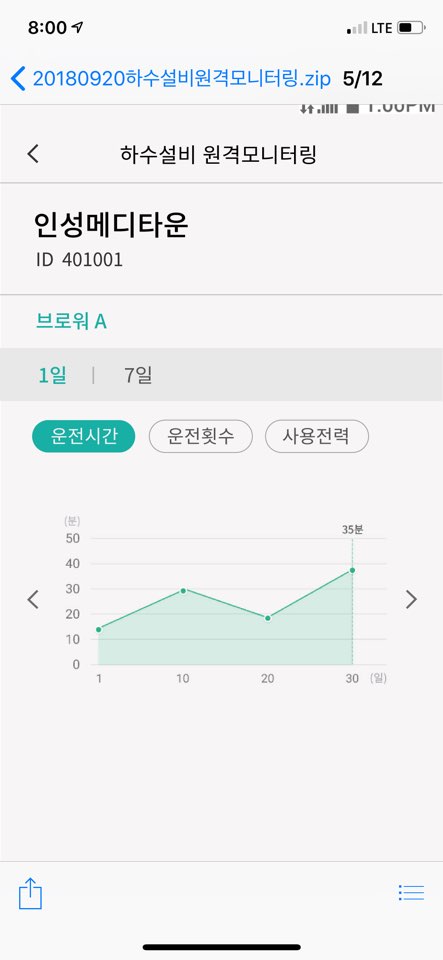 8:00
LTE
20180920하수설비원격모니터링.zip 5/12
1:00PM
하수설비 원격모니터링
인성메디타운
ID 401001
브로워 A
1일 | 7일
운전시간 운전횟수 사용전력
(분)
35분
50
40
30
20
10
0
1 10 20 30 (일)